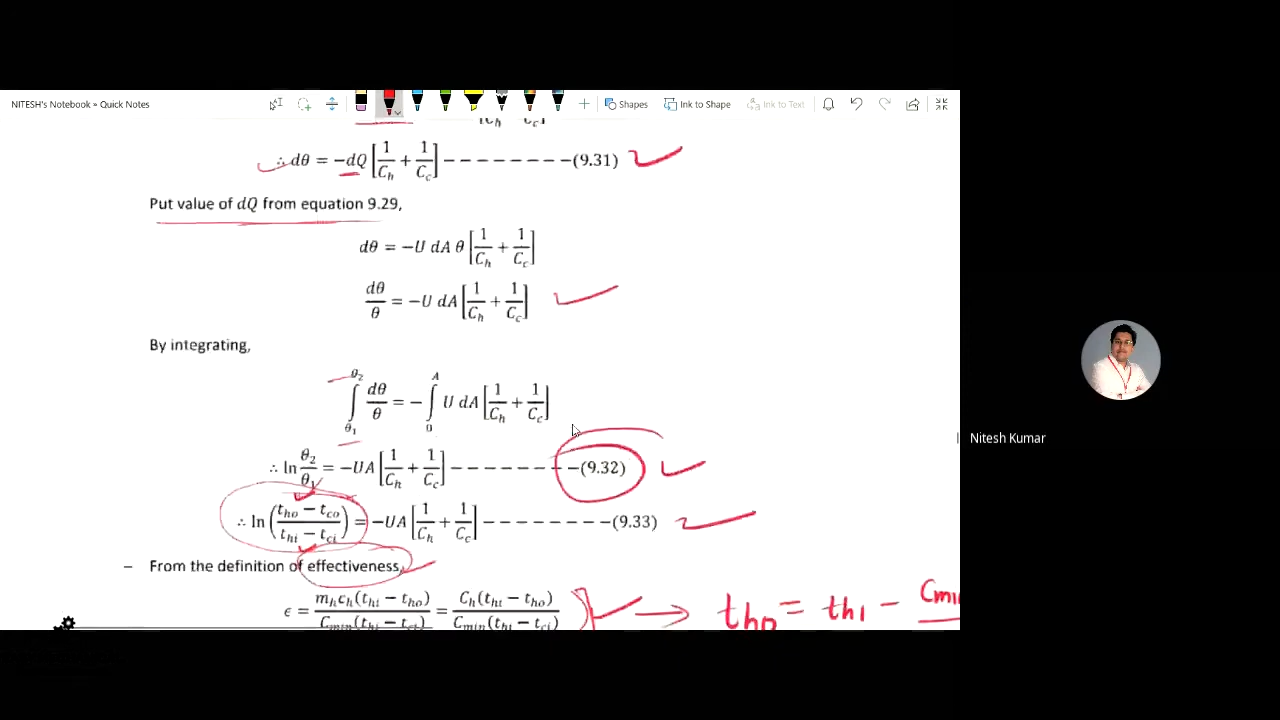 NITESH's Notebook » Quick Notes
Shapes
Ink to Shape
Ink to Text
∴ dθ = −dQ [1/C_h + 1/C_c] − − − − − − − − −(9.31)
Put value of dQ from equation 9.29,
dθ = −U dA θ [1/C_h + 1/C_c]
dθ/θ = −U dA [1/C_h + 1/C_c]
By integrating,
∫_{θ_1}^{θ_2} dθ/θ = − ∫_0^A U dA [1/C_h + 1/C_c]
∴ ln θ_2/θ_1 = −UA [1/C_h + 1/C_c] − − − − − − − − −(9.32)
∴ ln ((t_ho − t_co)/(t_hi − t_ci)) = −UA [1/C_h + 1/C_c] − − − − − − − − −(9.33)
− From the definition of effectiveness,
ϵ = m_h c_h (t_hi − t_ho)/C_min (t_hi − t_ci) = C_h (t_hi − t_ho)/C_min (t_hi − t_ci) → t_ho = t_hi −
Nitesh Kumar